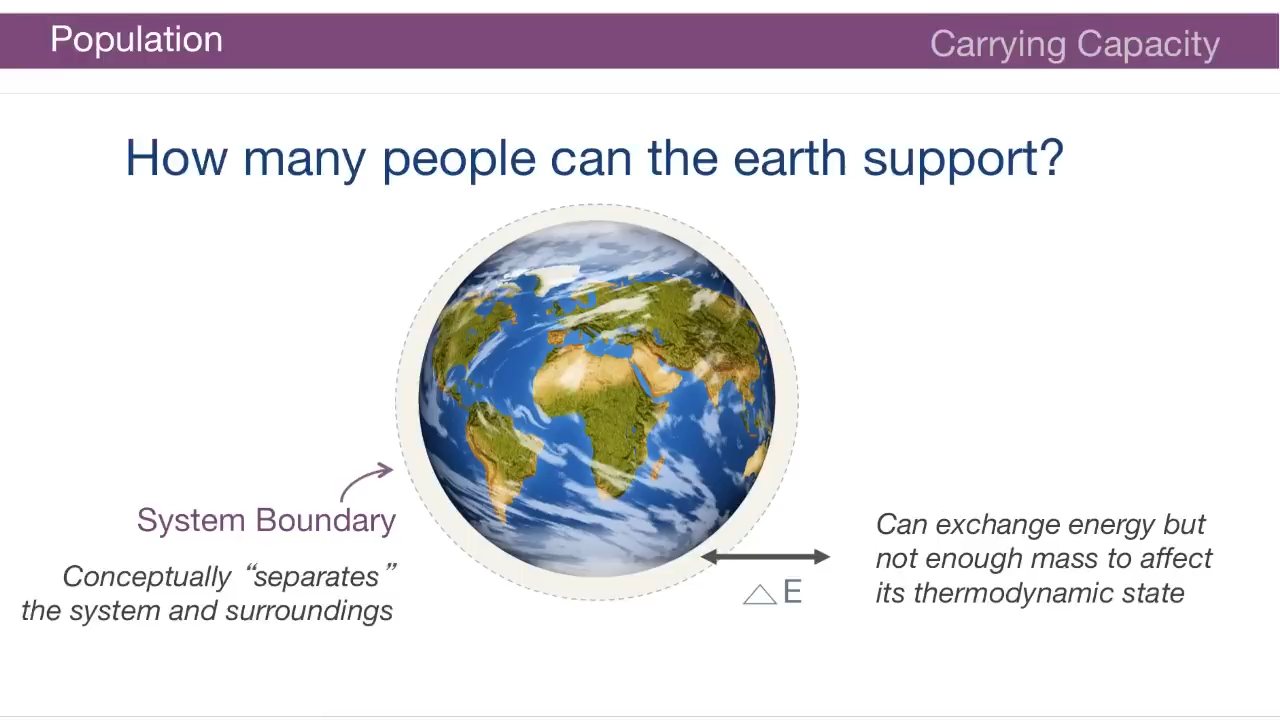 Population
Carrying Capacity
How many people can the earth support?
System Boundary
Conceptually “separates”
the system and surroundings
△ E
Can exchange energy but
not enough mass to affect
its thermodynamic state